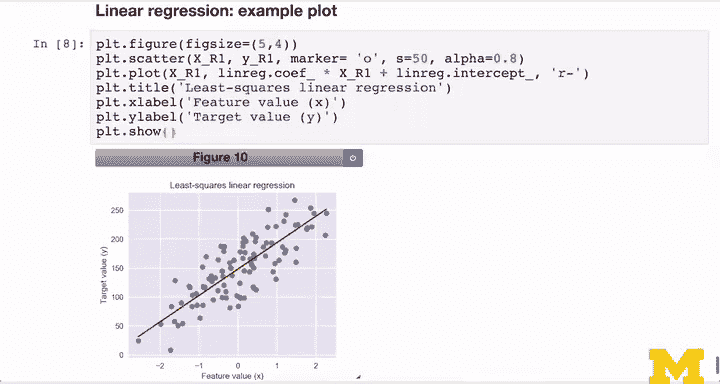 Linear regression: example plot
In [8]: plt.figure(figsize=(5,4))
plt.scatter(X_R1, y_R1, marker= 'o', s=50, alpha=0.8)
plt.plot(X_R1, linreg.coef_ * X_R1 + linreg.intercept_, 'r-')
plt.title('Least-squares linear regression')
plt.xlabel('Feature value (x)')
plt.ylabel('Target value (y)')
plt.show()
Figure 10
Least-squares linear regression
Target value (y)
250
200
150
100
50
0
−2 −1 0 1 2
Feature value (x)
M